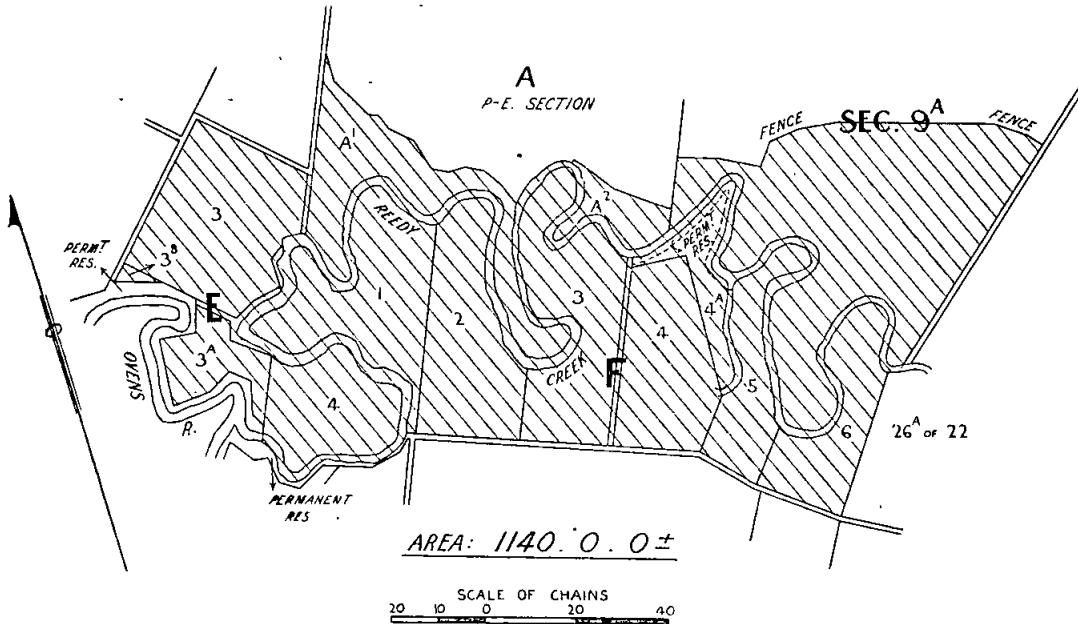 A
P-E. SECTION
FENCE
SEC. 9ᴬ
FENCE
A¹
3
REEDY
A²
PERM'T
RES.
PERMT
RES.
3ᴮ
E
1
2
3
4
4ᴬ
3ᴬ
OVENS
R.
4
CREEK
F
5
6
26ᴬ OF 22
PERMANENT
RES
AREA: 1140. 0. 0 ±
SCALE OF CHAINS
20 10 0 20 40